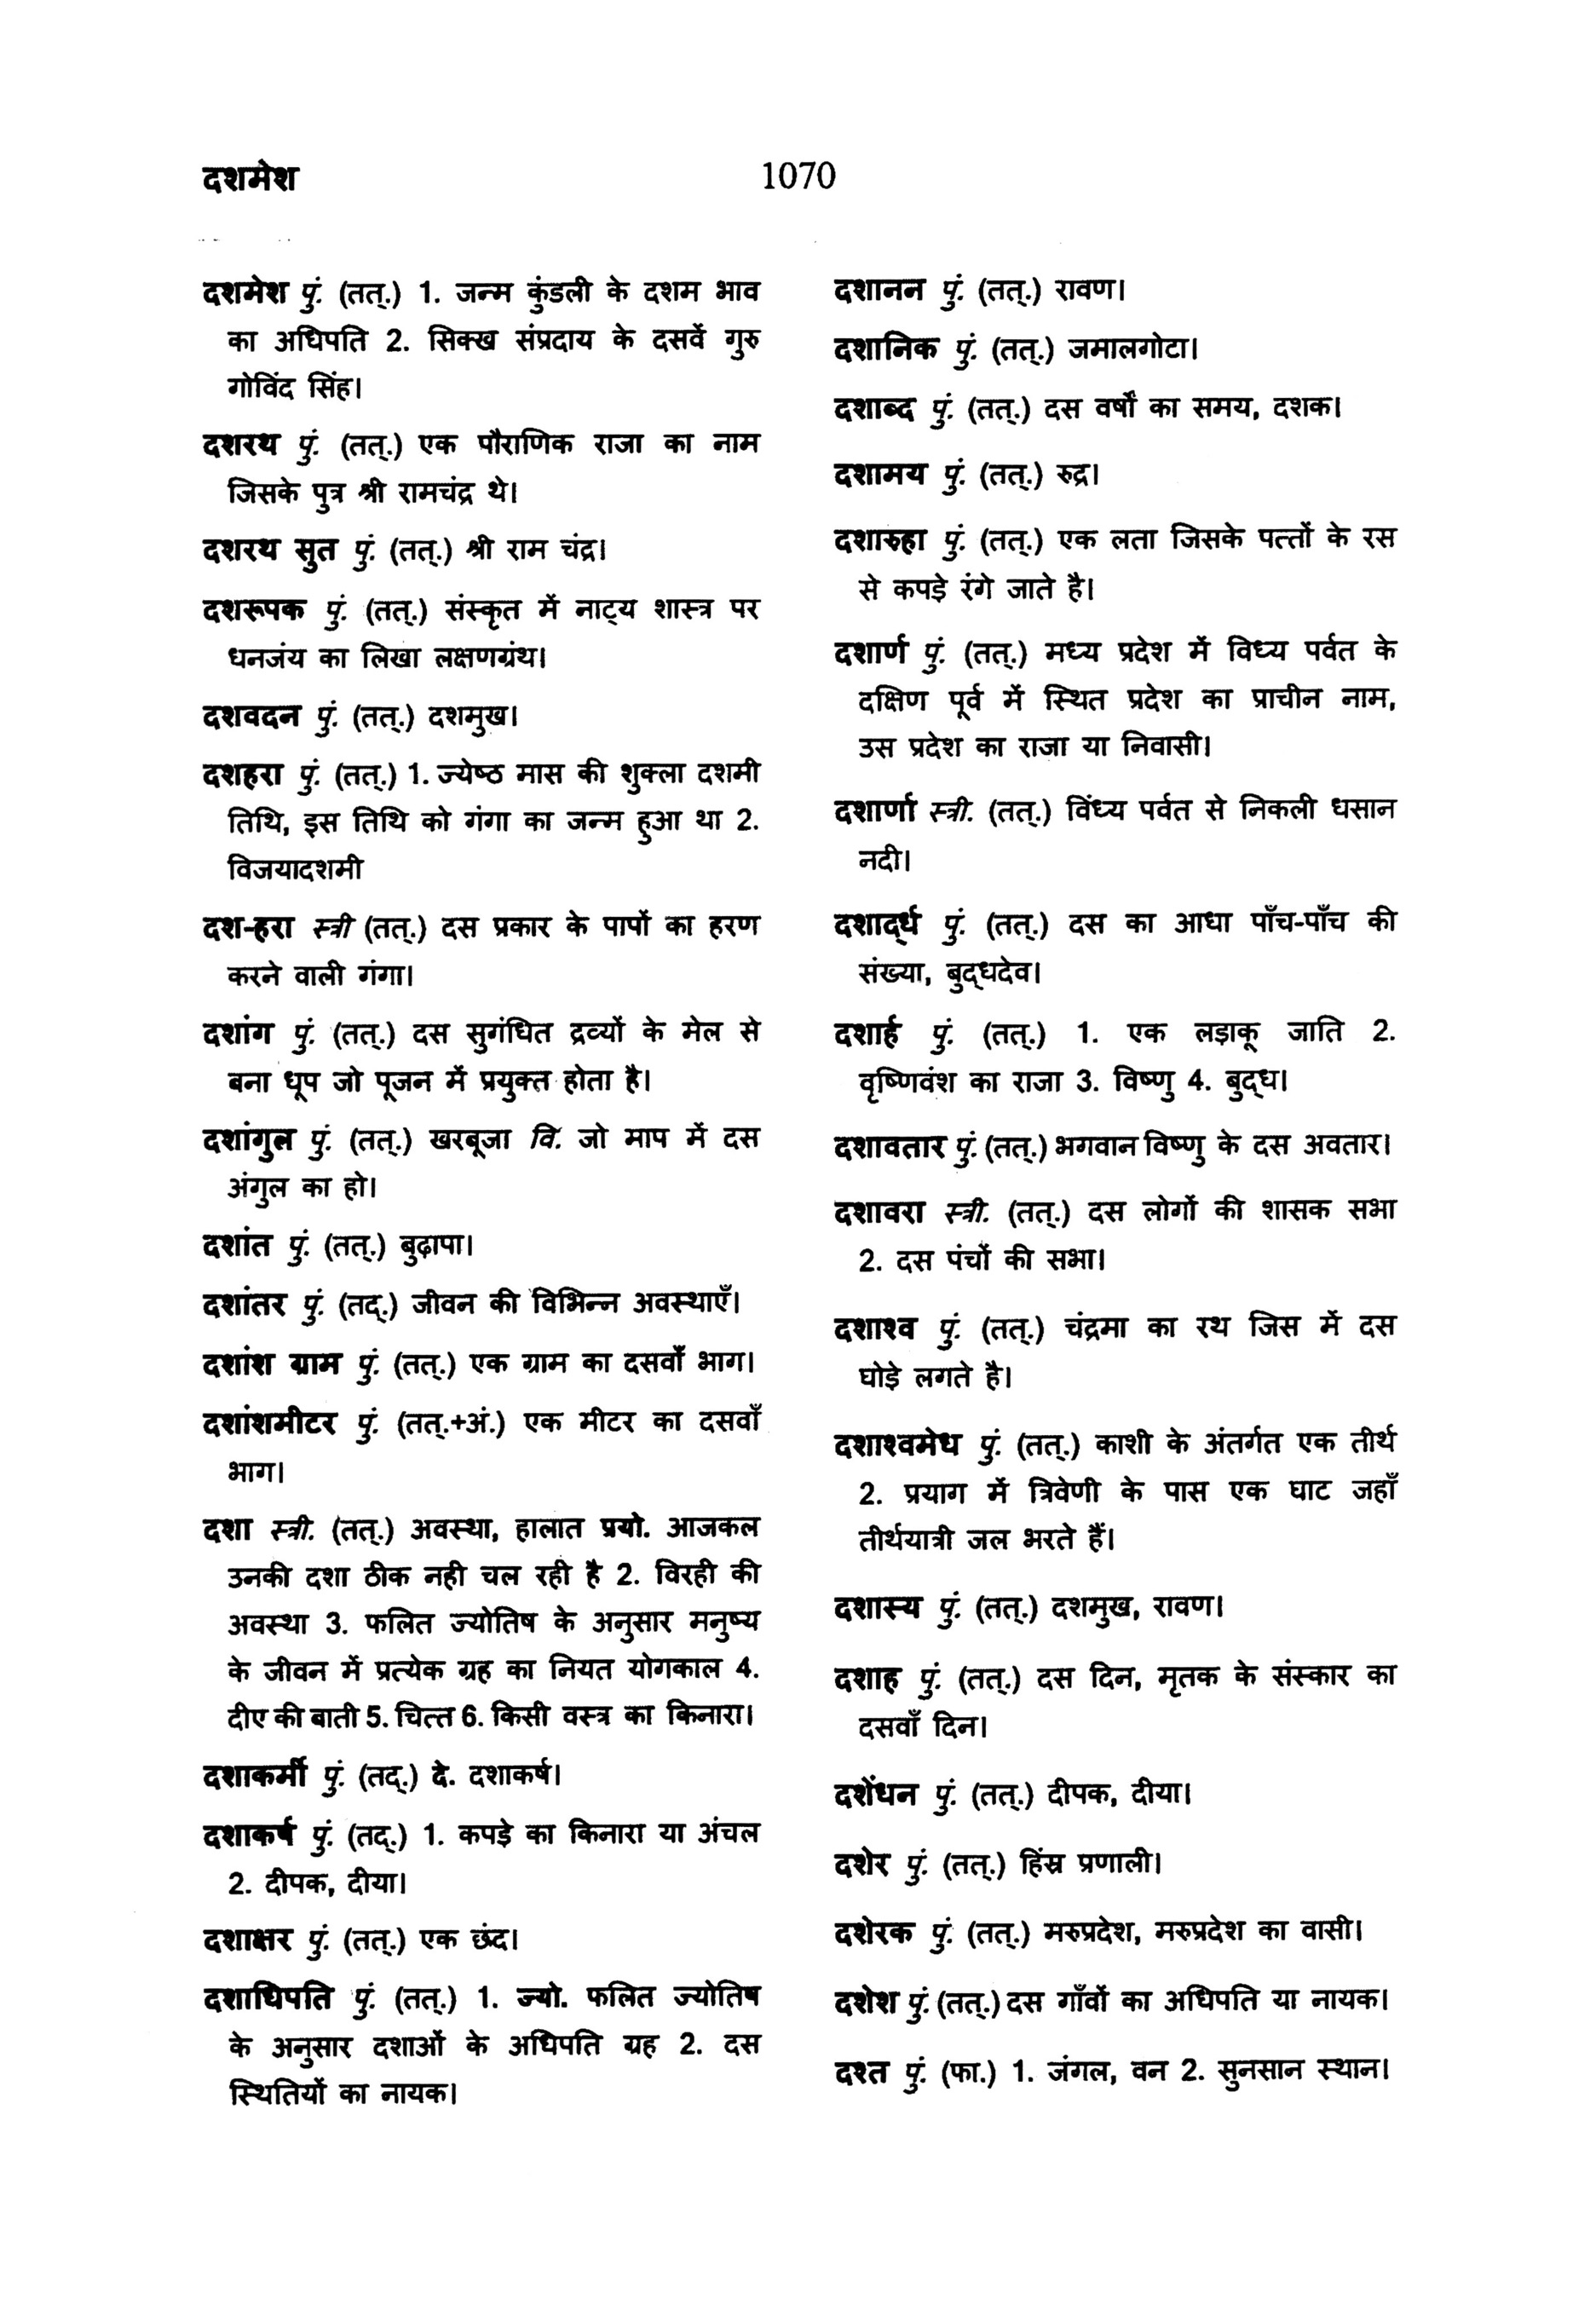 दशमेश
1070
दशमेश पुं. (तत्.) 1. जन्म कुंडली के दशम भाव
का अधिपति 2. सिक्ख संप्रदाय के दसवें गुरु
गोविंद सिंह।
दशरथ पुं. (तत्.) एक पौराणिक राजा का नाम
जिसके पुत्र श्री रामचंद्र थे।
दशरथ सुत पुं. (तत्.) श्री राम चंद्र।
दशरूपक पुं. (तत्.) संस्कृत में नाट्य शास्त्र पर
धनजंय का लिखा लक्षणग्रंथ।
दशवदन पुं. (तत्.) दशमुख।
दशहरा पुं. (तत्.) 1. ज्येष्ठ मास की शुक्ला दशमी
तिथि, इस तिथि को गंगा का जन्म हुआ था 2.
विजयादशमी
दश-हरा स्त्री (तत्.) दस प्रकार के पापों का हरण
करने वाली गंगा।
दशांग पुं. (तत्.) दस सुगंधित द्रव्यों के मेल से
बना धूप जो पूजन में प्रयुक्त होता है।
दशांगुल पुं. (तत्.) खरबूजा वि. जो माप में दस
अंगुल का हो।
दशांत पुं. (तत्.) बुढ़ापा।
दशांतर पुं. (तद्.) जीवन की विभिन्न अवस्थाएँ।
दशांश ग्राम पुं. (तत्.) एक ग्राम का दसवाँ भाग।
दशांशमीटर पुं. (तत्.+अं.) एक मीटर का दसवाँ
भाग।
दशा स्त्री. (तत्.) अवस्था, हालात प्रयो. आजकल
उनकी दशा ठीक नही चल रही है 2. विरही की
अवस्था 3. फलित ज्योतिष के अनुसार मनुष्य
के जीवन में प्रत्येक ग्रह का नियत योगकाल 4.
दीए की बाती 5. चित्त 6. किसी वस्त्र का किनारा।
दशाकर्मी पुं. (तद्.) दे. दशाकर्ष।
दशाकर्ष पुं. (तद्.) 1. कपड़े का किनारा या अंचल
2. दीपक, दीया।
दशाक्षर पुं. (तत्.) एक छंद।
दशाधिपति पुं. (तत्.) 1. ज्यो. फलित ज्योतिष
के अनुसार दशाओं के अधिपति ग्रह 2. दस
स्थितियों का नायक।
दशानन पुं. (तत्.) रावण।
दशानिक पुं. (तत्.) जमालगोटा।
दशाब्द पुं. (तत्.) दस वर्षों का समय, दशक।
दशामय पुं. (तत्.) रुद्र।
दशारुहा पुं. (तत्.) एक लता जिसके पत्तों के रस
से कपड़े रंगे जाते है।
दशार्ण पुं. (तत्.) मध्य प्रदेश में विध्य पर्वत के
दक्षिण पूर्व में स्थित प्रदेश का प्राचीन नाम,
उस प्रदेश का राजा या निवासी।
दशार्णा स्त्री. (तत्.) विंध्य पर्वत से निकली धसान
नदी।
दशार्द्ध पुं. (तत्.) दस का आधा पाँच-पाँच की
संख्या, बुद्धदेव।
दशार्ह पुं. (तत्.) 1. एक लड़ाकू जाति 2.
वृष्णिवंश का राजा 3. विष्णु 4. बुद्ध।
दशावतार पुं. (तत्.) भगवान विष्णु के दस अवतार।
दशावरा स्त्री. (तत्.) दस लोगों की शासक सभा
2. दस पंचों की सभा।
दशाश्व पुं. (तत्.) चंद्रमा का रथ जिस में दस
घोड़े लगते है।
दशाश्वमेध पुं. (तत्.) काशी के अंतर्गत एक तीर्थ
2. प्रयाग में त्रिवेणी के पास एक घाट जहाँ
तीर्थयात्री जल भरते हैं।
दशास्य पुं. (तत्.) दशमुख, रावण।
दशाह पुं. (तत्.) दस दिन, मृतक के संस्कार का
दसवाँ दिन।
दशेंधन पुं. (तत्.) दीपक, दीया।
दशेर पुं. (तत्.) हिंस्र प्रणाली।
दशेरक पुं. (तत्.) मरुप्रदेश, मरुप्रदेश का वासी।
दशेश पुं. (तत्.) दस गाँवों का अधिपति या नायक।
दश्त पुं. (फा.) 1. जंगल, वन 2. सुनसान स्थान।